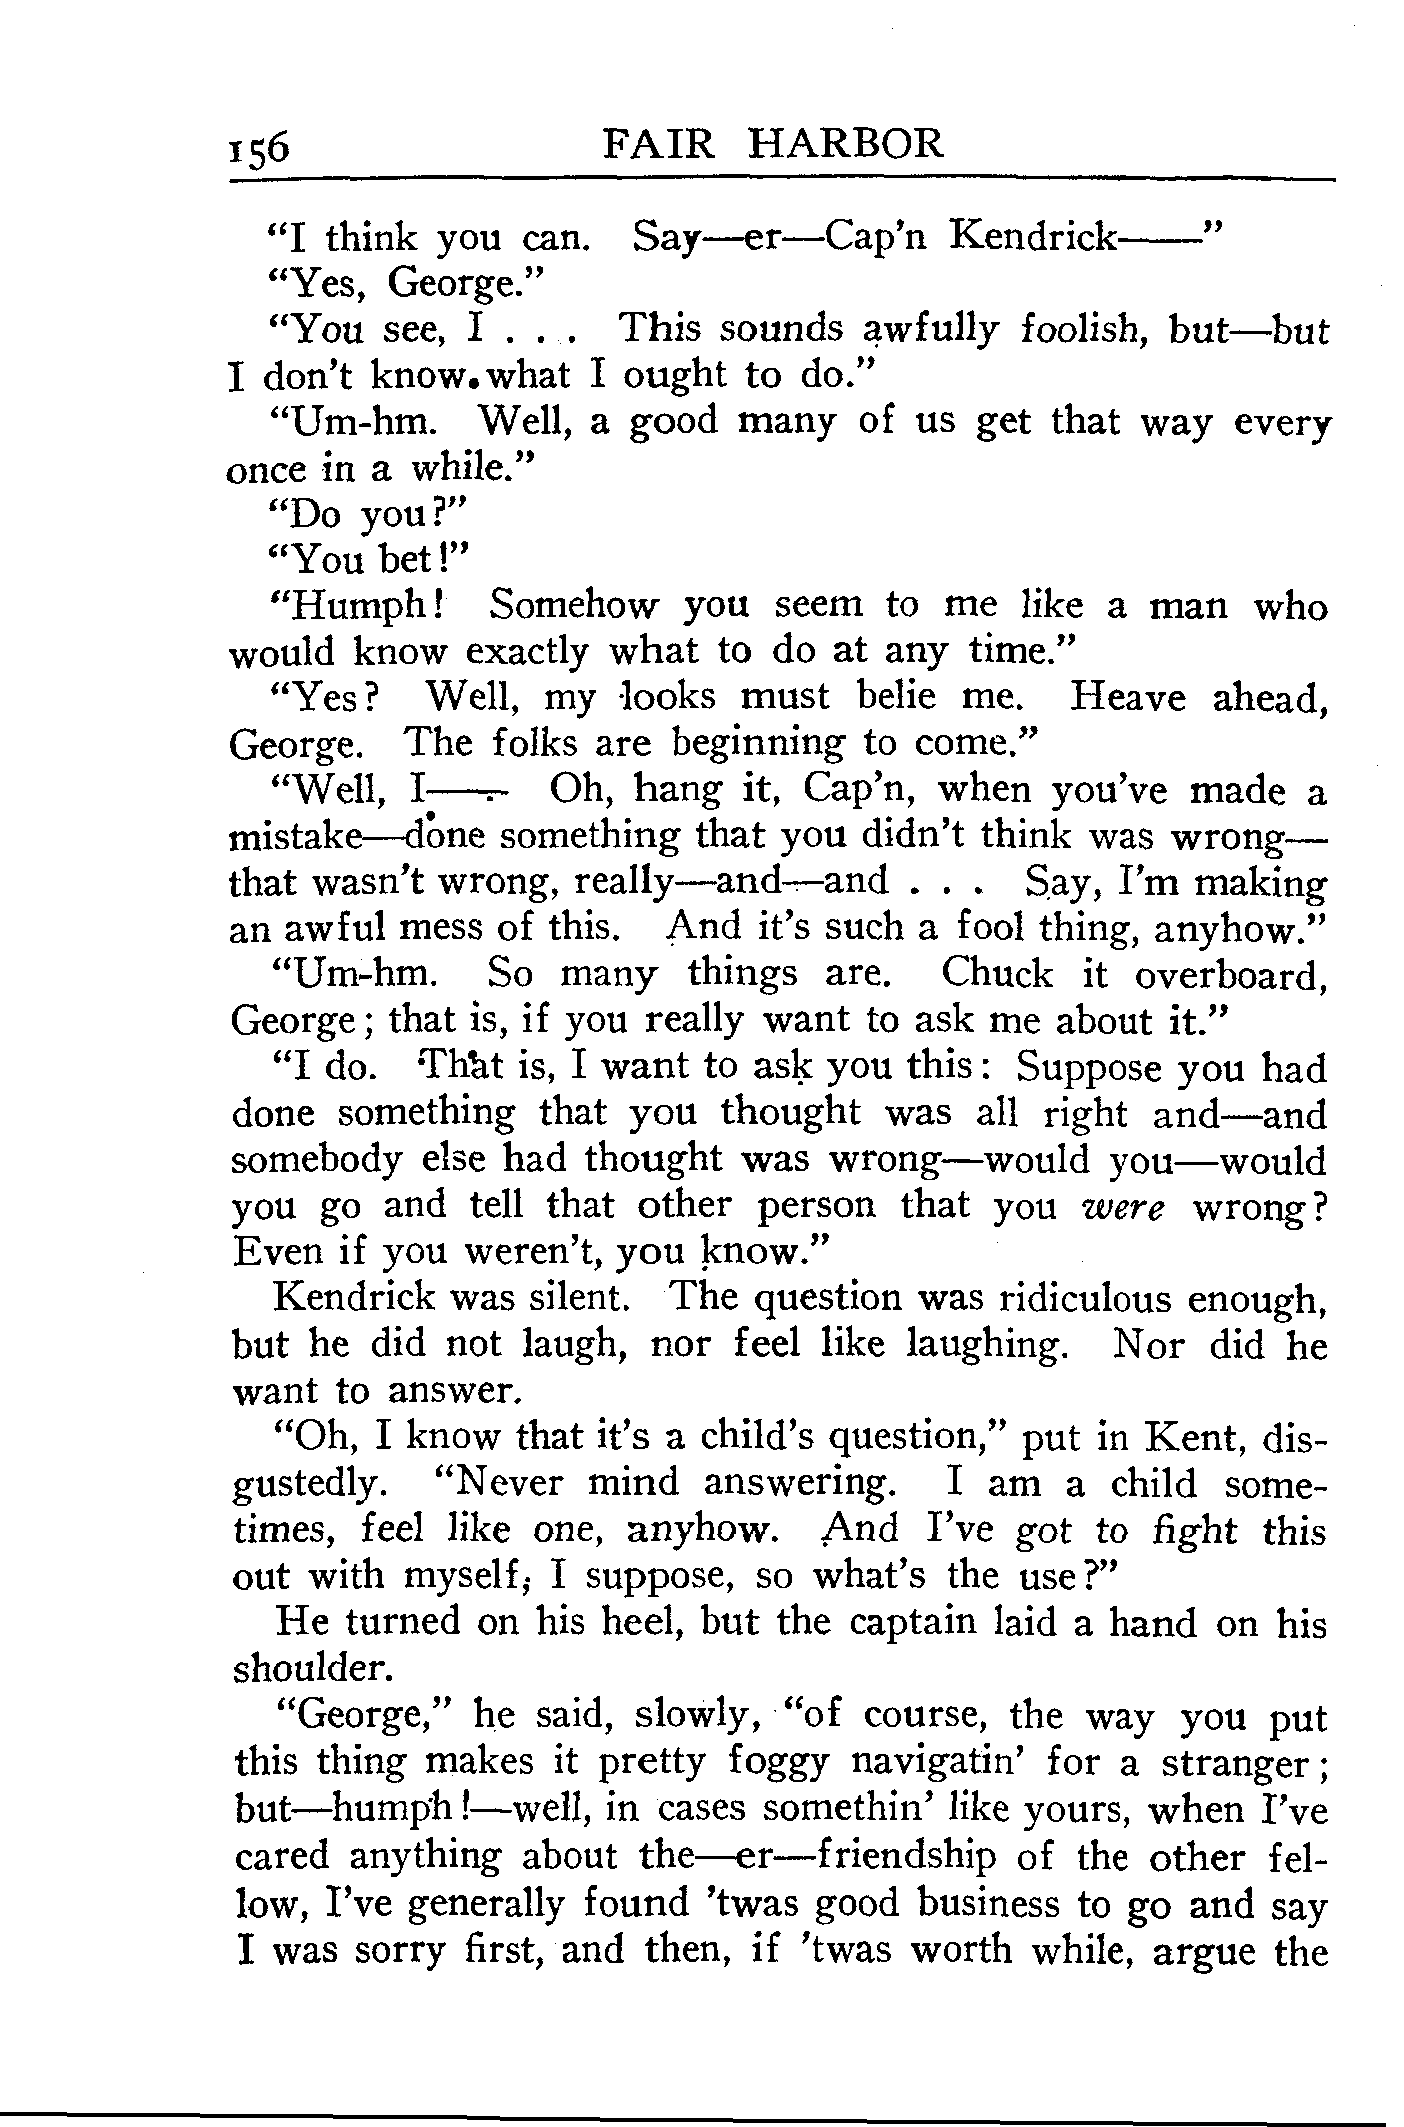 156 FAIR HARBOR
“I think you can. Say—er—Cap’n Kendrick——”
“Yes, George.”
“You see, I . . . This sounds awfully foolish, but—but
I don’t know what I ought to do.”
“Um-hm. Well, a good many of us get that way every
once in a while.”
“Do you?”
“You bet!”
“Humph! Somehow you seem to me like a man who
would know exactly what to do at any time.”
“Yes? Well, my looks must belie me. Heave ahead,
George. The folks are beginning to come.”
“Well, I—— Oh, hang it, Cap’n, when you’ve made a
mistake—done something that you didn’t think was wrong—
that wasn’t wrong, really—and—and . . . Say, I’m making
an awful mess of this. And it’s such a fool thing, anyhow.”
“Um-hm. So many things are. Chuck it overboard,
George; that is, if you really want to ask me about it.”
“I do. That is, I want to ask you this: Suppose you had
done something that you thought was all right and—and
somebody else had thought was wrong—would you—would
you go and tell that other person that you were wrong?
Even if you weren’t, you know.”
Kendrick was silent. The question was ridiculous enough,
but he did not laugh, nor feel like laughing. Nor did he
want to answer.
“Oh, I know that it’s a child’s question,” put in Kent, dis-
gustedly. “Never mind answering. I am a child some-
times, feel like one, anyhow. And I’ve got to fight this
out with myself, I suppose, so what’s the use?”
He turned on his heel, but the captain laid a hand on his
shoulder.
“George,” he said, slowly, “of course, the way you put
this thing makes it pretty foggy navigatin’ for a stranger;
but—humph!—well, in cases somethin’ like yours, when I’ve
cared anything about the—er—friendship of the other fel-
low, I’ve generally found ’twas good business to go and say
I was sorry first, and then, if ’twas worth while, argue the